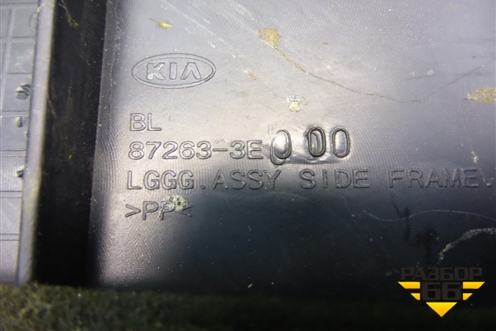 KIA
BL
87263-3E000
LGGG.ASSY SIDE FRAME
>PP<
РАЗБОР
66